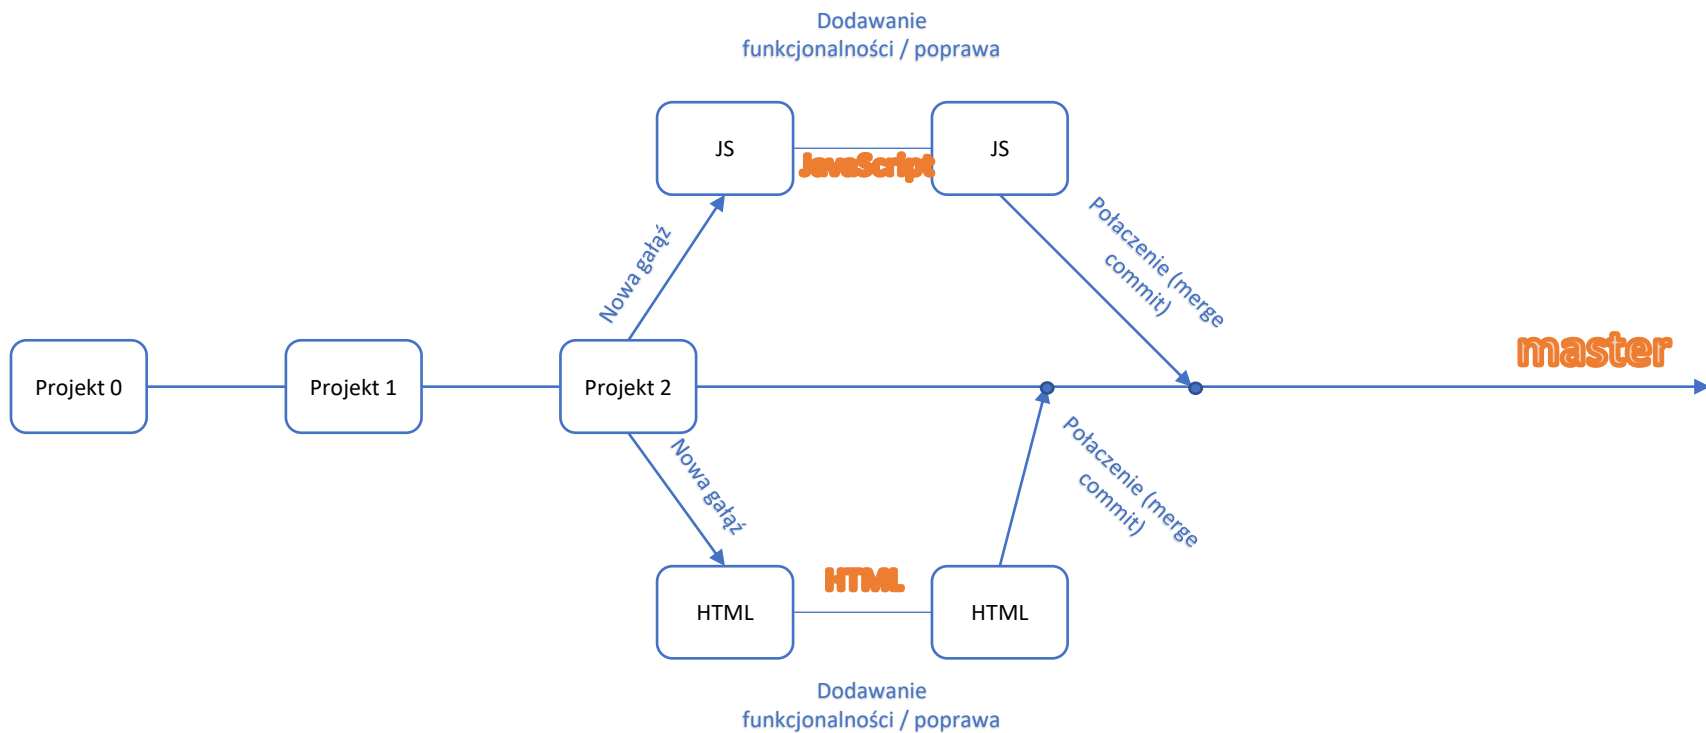 Dodawanie
funkcjonalności / poprawa
JS
JavaScript
JS
Nowa gałąź
Połaczenie (merge
commit)
master
Projekt 0
Projekt 1
Projekt 2
Nowa gałąź
Połaczenie (merge
commit)
HTML
HTML
HTML
Dodawanie
funkcjonalności / poprawa